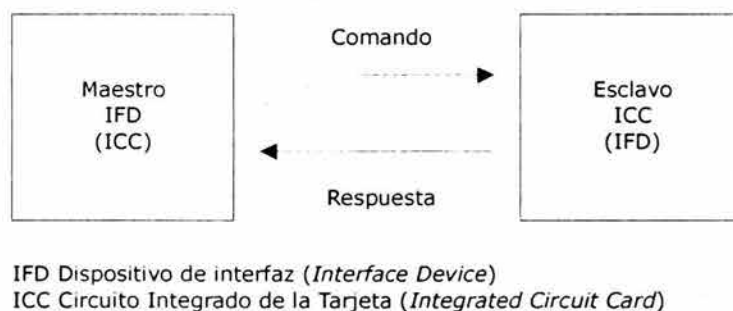 Comando
Maestro
IFD
(ICC)
Esclavo
ICC
(IFD)
Respuesta
IFD Dispositivo de interfaz (Interface Device)
ICC Circuito Integrado de la Tarjeta (Integrated Circuit Card)